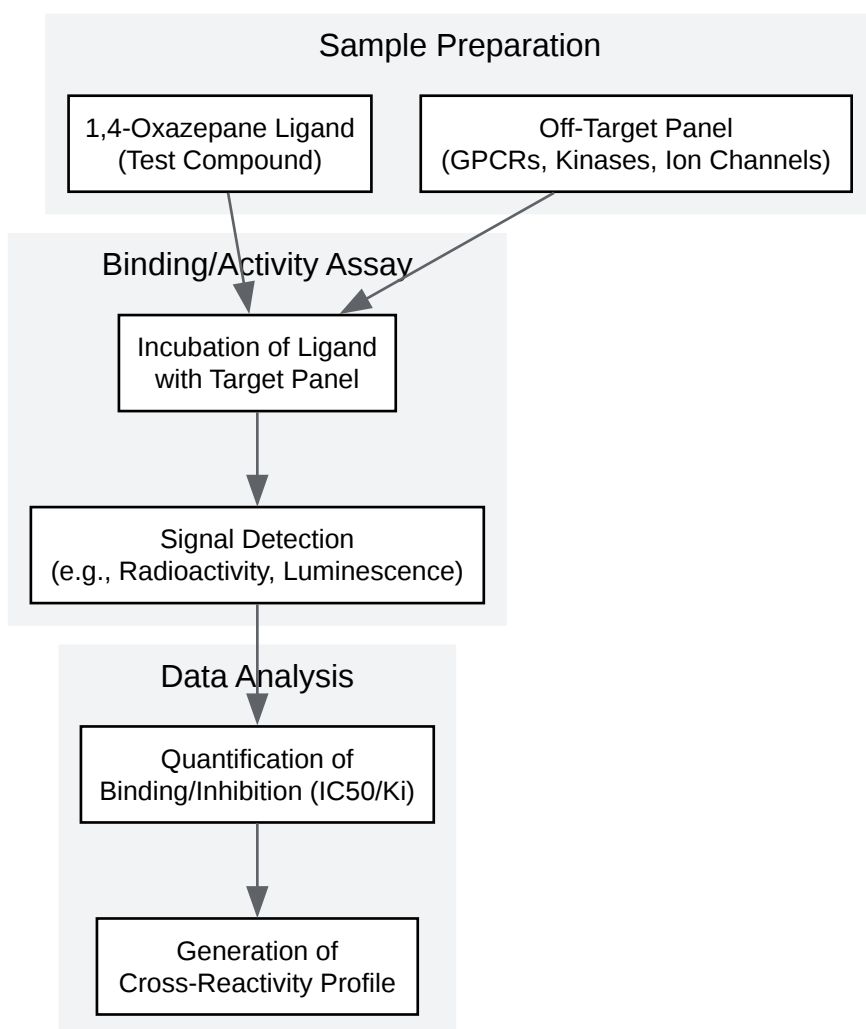 Sample Preparation
1,4-Oxazepane Ligand
(Test Compound)
Off-Target Panel
(GPCRs, Kinases, Ion Channels)
Binding/Activity Assay
Incubation of Ligand
with Target Panel
Signal Detection
(e.g., Radioactivity, Luminescence)
Data Analysis
Quantification of
Binding/Inhibition (IC50/Ki)
Generation of
Cross-Reactivity Profile